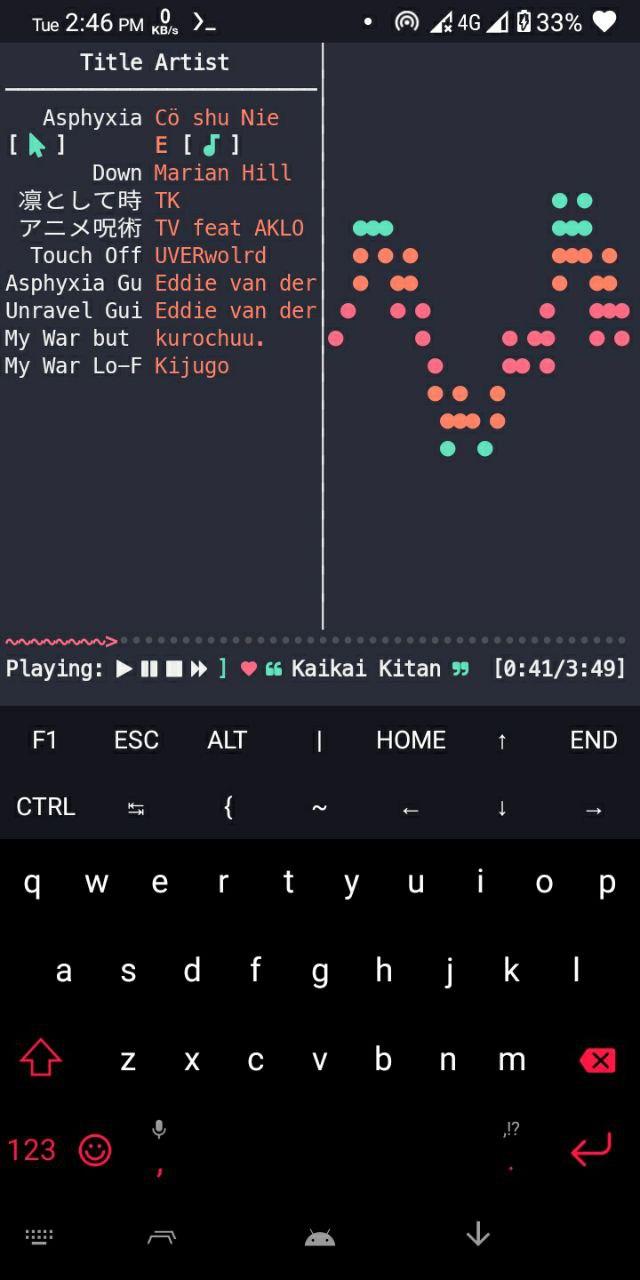 Tue 2:46 PM 0 KB/s 4G 33%
Title Artist
Asphyxia Cö shu Nie
[ ] E [ ]
Down Marian Hill
凛として時 TK
アニメ呪術 TV feat AKLO
Touch Off UVERwolrd
Asphyxia Gu Eddie van der
Unravel Gui Eddie van der
My War but kurochuu.
My War Lo-F Kijugo
~~~~~~~~>
Playing: ] ❝ Kaikai Kitan ❞ [0:41/3:49]
F1 ESC ALT | HOME ↑ END
CTRL ↹ { ~ ← ↓ →
q w e r t y u i o p
a s d f g h j k l
z x c v b n m
,!?
123 , .